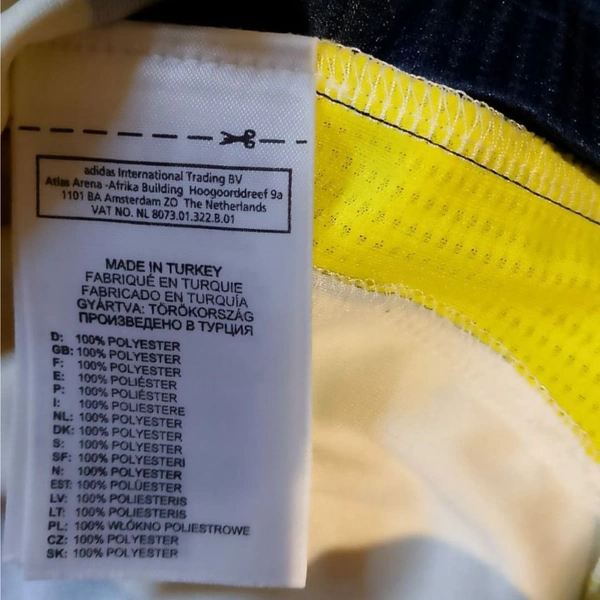 adidas International Trading BV
Atlas Arena -Afrika Building Hoogoorddreef 9a
1101 BA Amsterdam ZO The Netherlands
VAT NO. NL 8073.01.322.B.01
MADE IN TURKEY
FABRIQUÉ EN TURQUIE
FABRICADO EN TURQUÍA
GYÁRTVA: TÖRÖKORSZÁG
ПРОИЗВЕДЕНО В ТУРЦИЯ
D: 100% POLYESTER
GB: 100% POLYESTER
F: 100% POLYESTER
E: 100% POLIÉSTER
P: 100% POLIÉSTER
I: 100% POLIESTERE
NL: 100% POLYESTER
DK: 100% POLYESTER
S: 100% POLYESTER
SF: 100% POLYESTERI
N: 100% POLYESTER
EST: 100% POLÜESTER
LV: 100% POLIESTERIS
LT: 100% POLIESTERIS
PL: 100% WŁÓKNO POLIESTROWE
CZ: 100% POLYESTER
SK: 100% POLYESTER